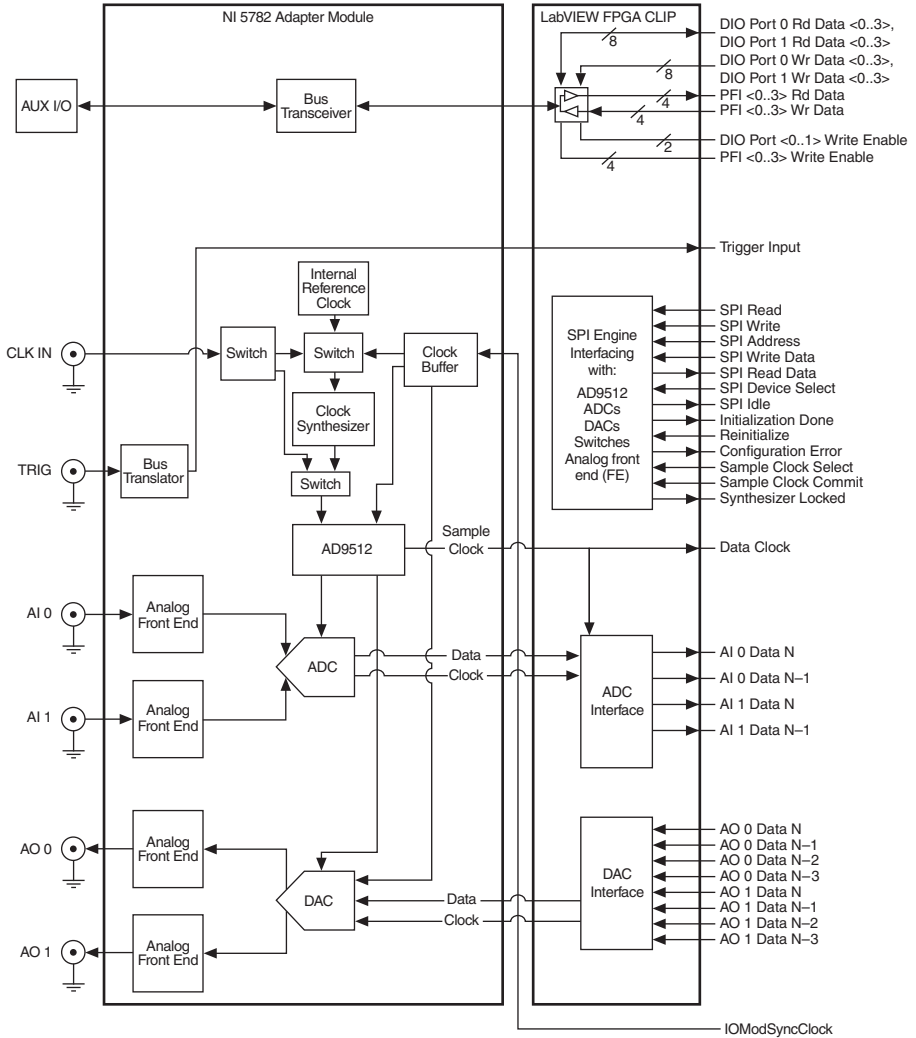 NI 5782 Adapter Module
LabVIEW FPGA CLIP
DIO Port 0 Rd Data <0..3>,
DIO Port 1 Rd Data <0..3>
DIO Port 0 Wr Data <0..3>,
DIO Port 1 Wr Data <0..3>
PFI <0..3> Rd Data
PFI <0..3> Wr Data
DIO Port <0..1> Write Enable
PFI <0..3> Write Enable
8
8
4
4
2
4
AUX I/O
Bus
Transceiver
Trigger Input
Internal
Reference
Clock
CLK IN
Switch
Switch
Clock
Buffer
Clock
Synthesizer
Switch
TRIG
Bus
Translator
SPI Engine
Interfacing
with:
AD9512
ADCs
DACs
Switches
Analog front
end (FE)
SPI Read
SPI Write
SPI Address
SPI Write Data
SPI Read Data
SPI Device Select
SPI Idle
Initialization Done
Reinitialize
Configuration Error
Sample Clock Select
Sample Clock Commit
Synthesizer Locked
AD9512
Sample
Clock
Data Clock
AI 0
Analog
Front End
ADC
Data
Clock
AI 1
Analog
Front End
ADC
Interface
AI 0 Data N
AI 0 Data N–1
AI 1 Data N
AI 1 Data N–1
AO 0
Analog
Front End
DAC
Data
Clock
AO 1
Analog
Front End
DAC
Interface
AO 0 Data N
AO 0 Data N–1
AO 0 Data N–2
AO 0 Data N–3
AO 1 Data N
AO 1 Data N–1
AO 1 Data N–2
AO 1 Data N–3
IOModSyncClock